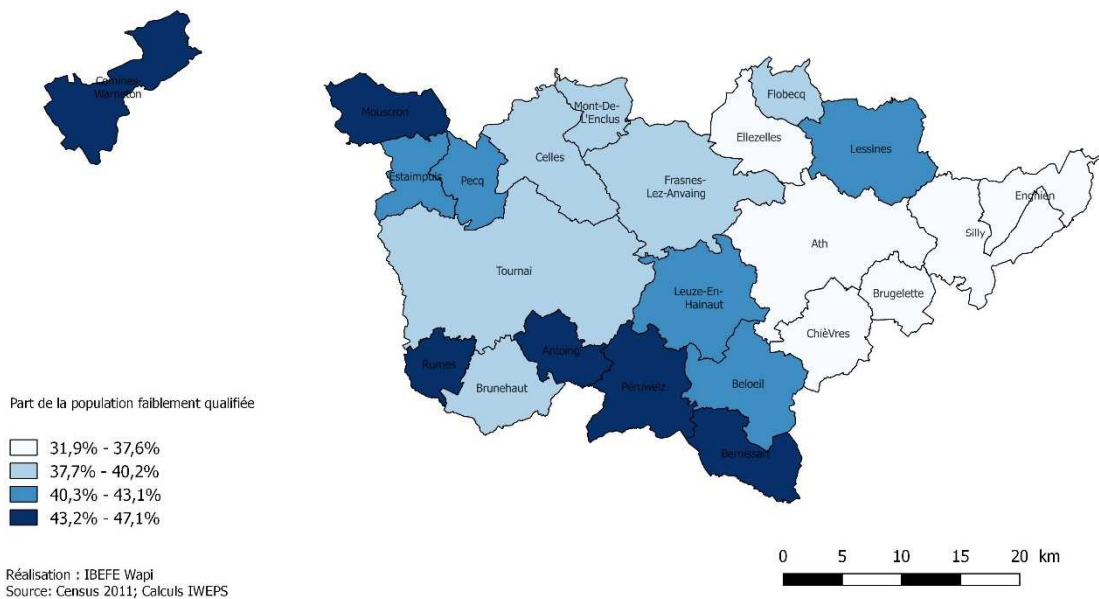 Comines-
Warneton
Mouscron
Mont-De-
L'Enclus
Flobecq
Ellezelles
Lessines
Estaimpuis
Pecq
Celles
Frasnes-
Lez-Anvaing
Enghien
Silly
Ath
Tournai
Leuze-En-
Hainaut
Brugelette
ChièVres
Rumes
Antoing
Brunehaut
Péruwelz
Beloeil
Bernissart
Part de la population faiblement qualifiée
31,9% - 37,6%
37,7% - 40,2%
40,3% - 43,1%
43,2% - 47,1%
0 5 10 15 20 km
Réalisation : IBEFE Wapi
Source: Census 2011; Calculs IWEPS